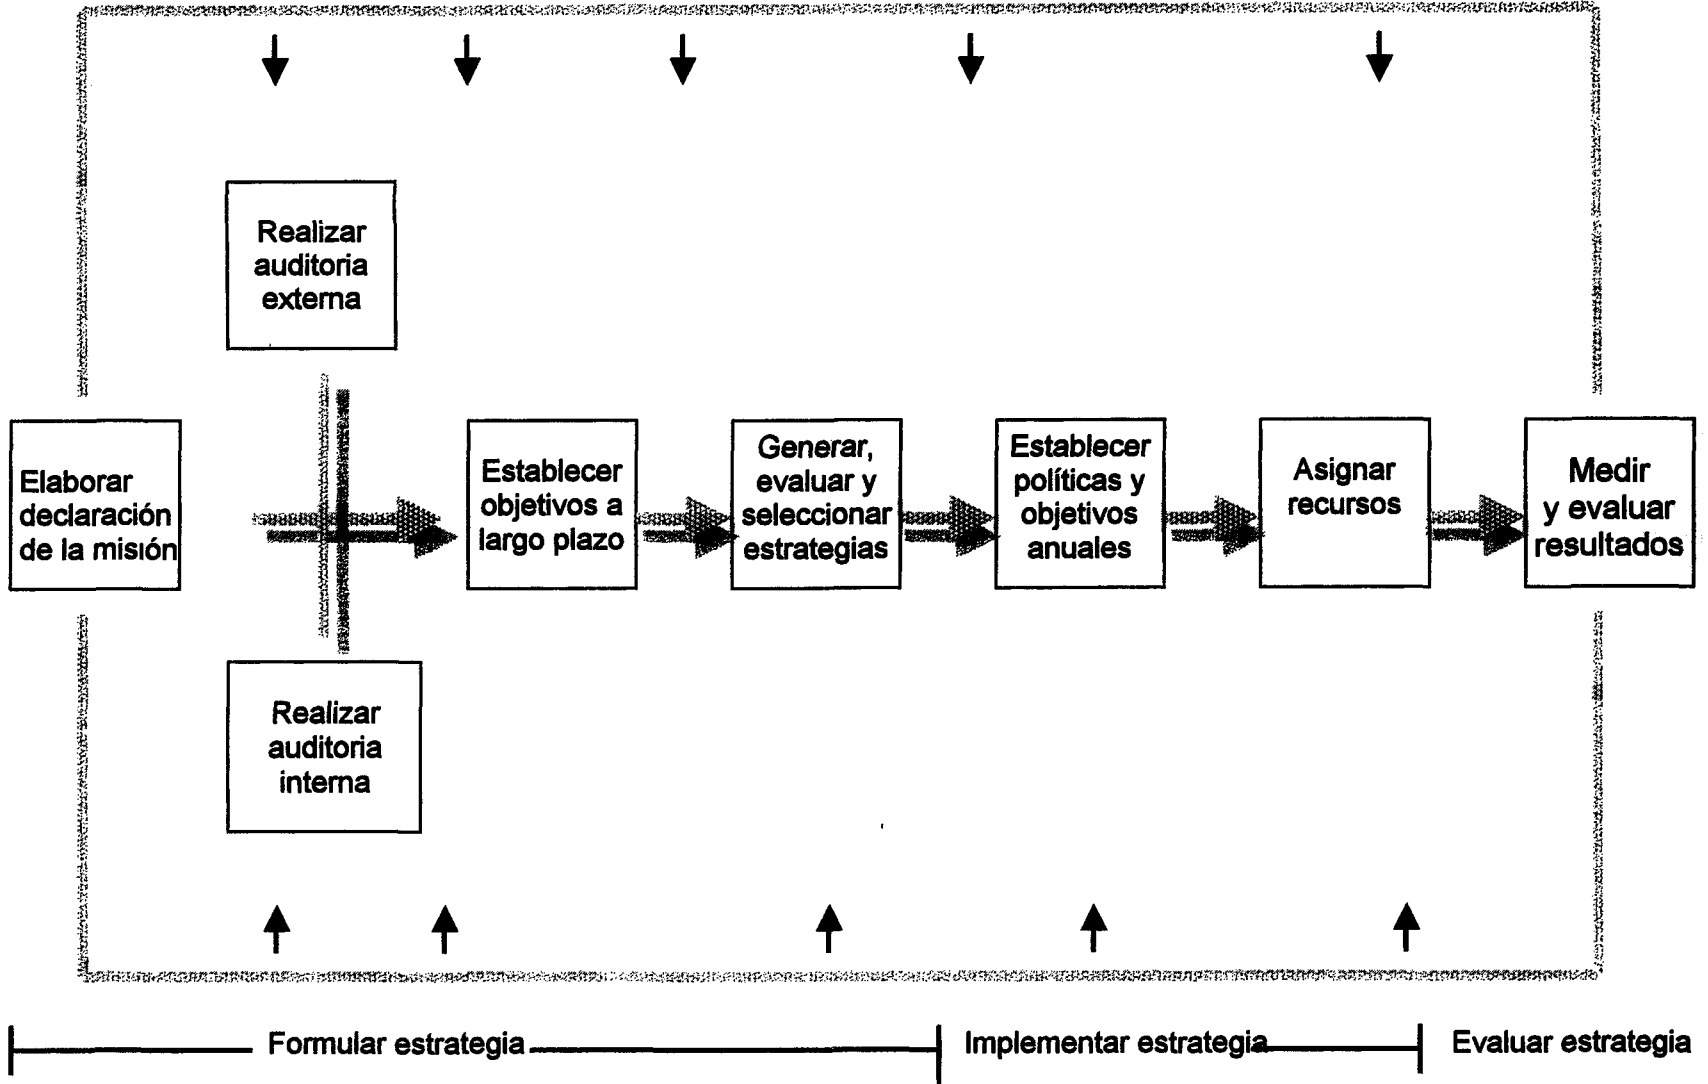 Realizar
auditoria
externa
Elaborar
declaración
de la misión
Establecer
objetivos a
largo plazo
Generar,
evaluar y
seleccionar
estrategias
Establecer
políticas y
objetivos
anuales
Asignar
recursos
Medir
y evaluar
resultados
Realizar
auditoria
interna
Formular estrategia
Implementar estrategia
Evaluar estrategia